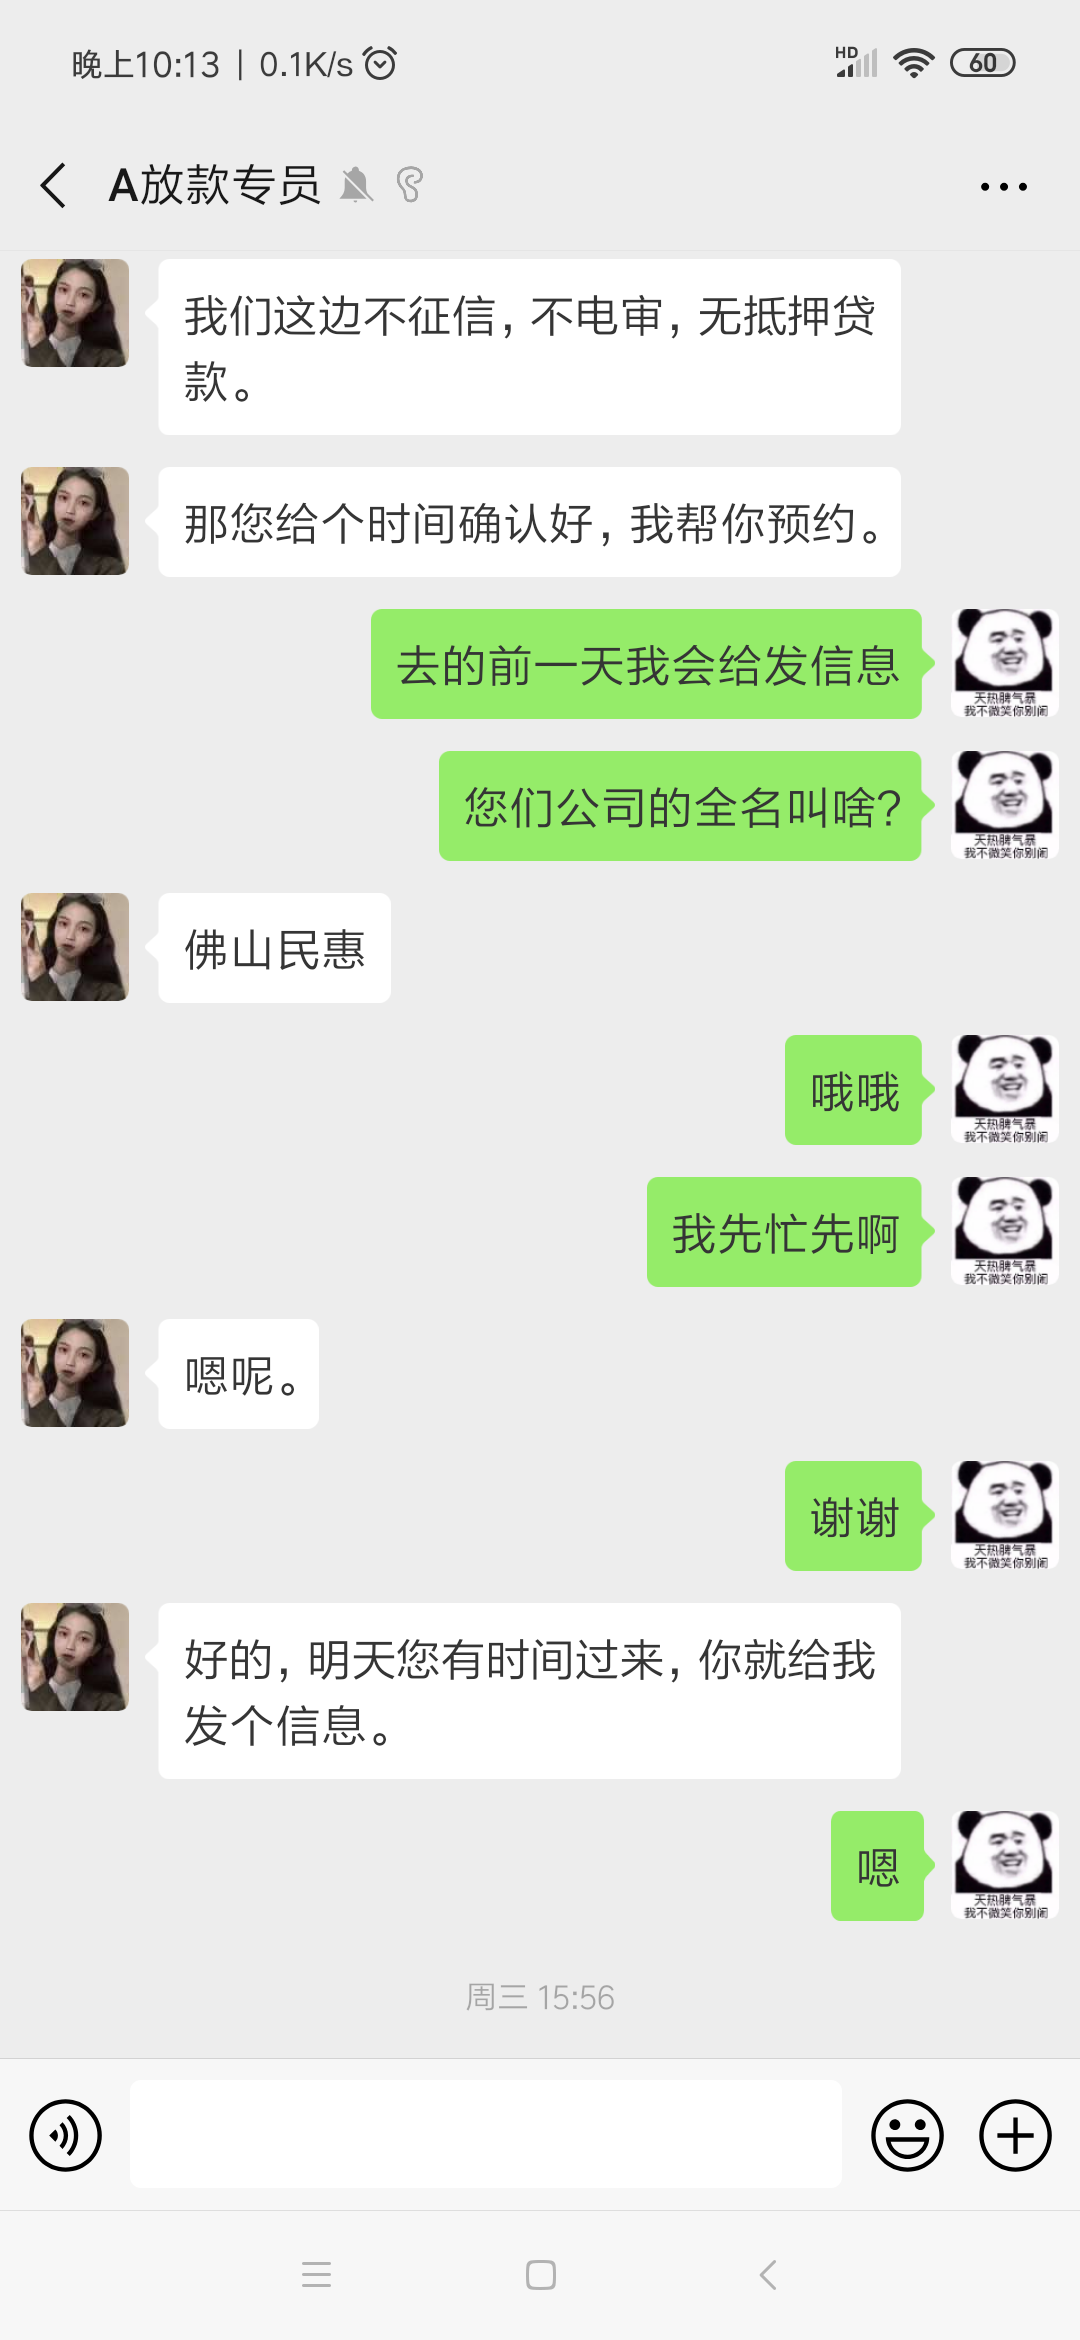 晚上10:13 | 0.1K/s
HD
60
A放款专员
我们这边不征信，不电审，无抵押贷
款。
那您给个时间确认好，我帮你预约。
去的前一天我会给发信息
天热脾气暴
我不微笑你别闹
您们公司的全名叫啥？
天热脾气暴
我不微笑你别闹
佛山民惠
哦哦
天热脾气暴
我不微笑你别闹
我先忙先啊
天热脾气暴
我不微笑你别闹
嗯呢。
谢谢
天热脾气暴
我不微笑你别闹
好的，明天您有时间过来，你就给我
发个信息。
嗯
天热脾气暴
我不微笑你别闹
周三 15:56